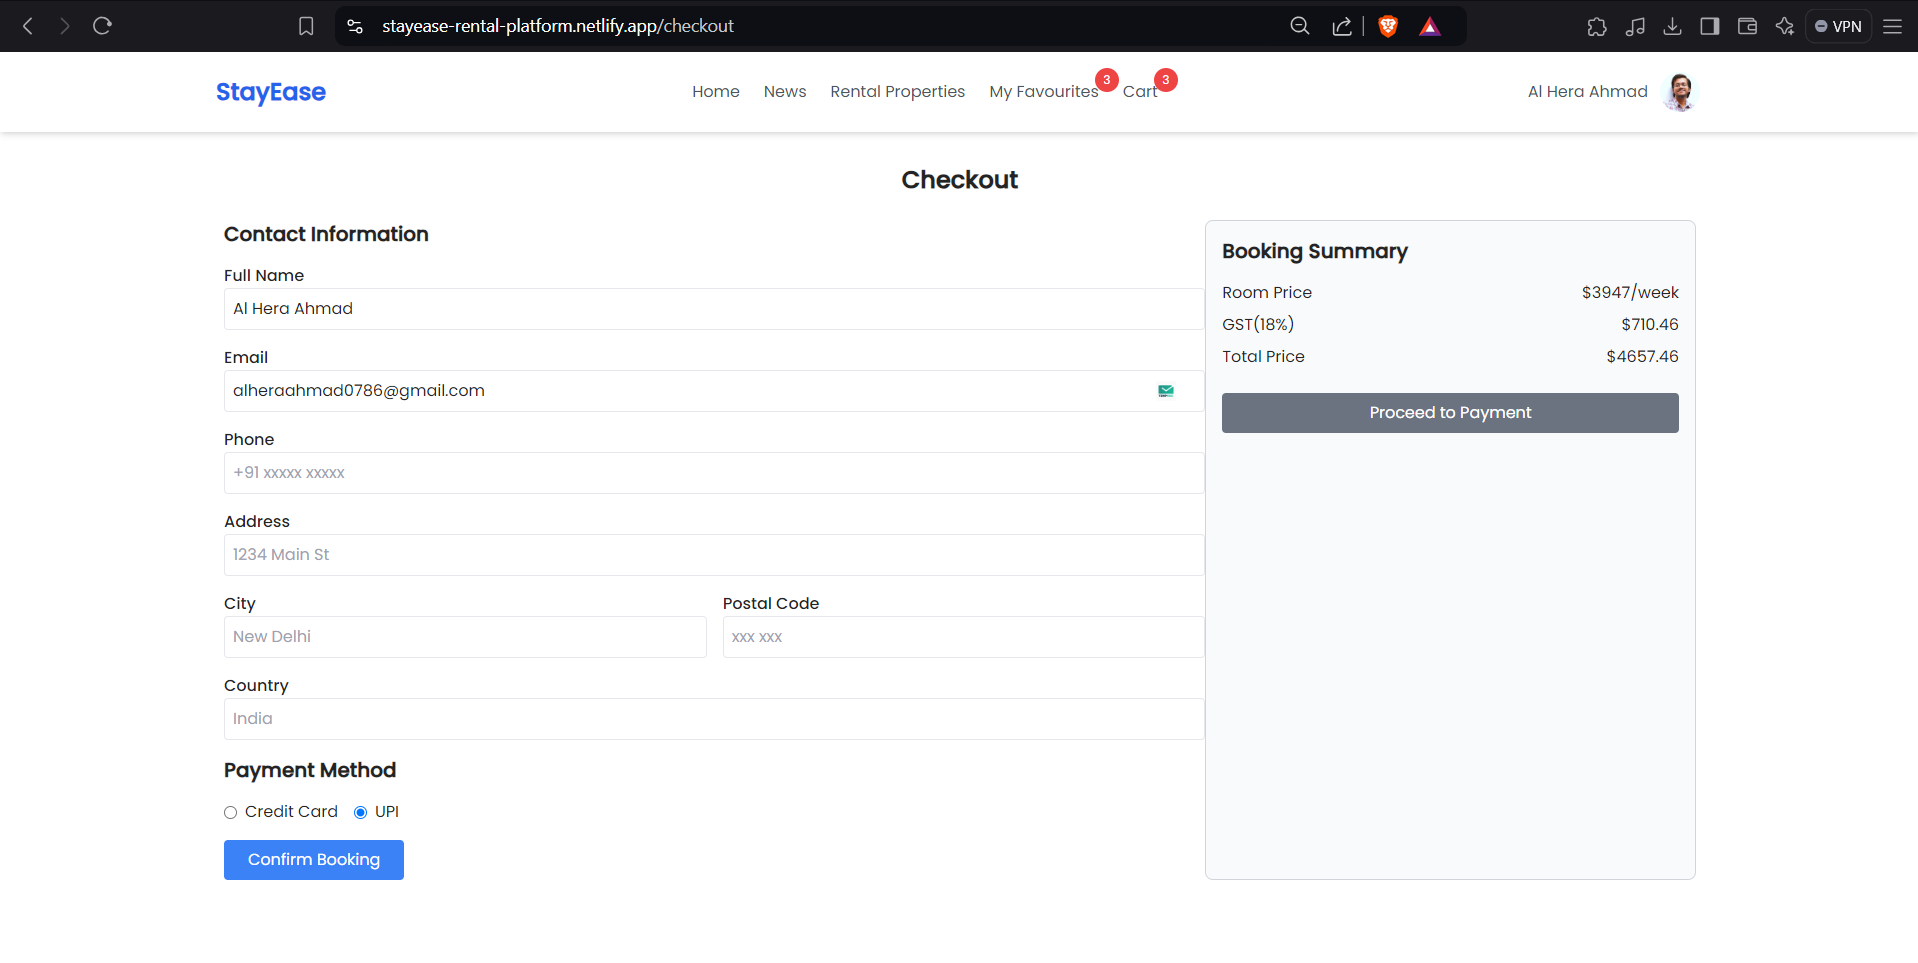 stayease-rental-platform.netlify.app/checkout
VPN
StayEase
Home
News
Rental Properties
My Favourites
3
Cart
3
Al Hera Ahmad
Checkout
Contact Information
Full Name
Al Hera Ahmad
Email
alheraahmad0786@gmail.com
Phone
+91 xxxxx xxxxx
Address
1234 Main St
City
Postal Code
New Delhi
xxx xxx
Country
India
Payment Method
Credit Card
UPI
Confirm Booking
Booking Summary
Room Price $3947/week
GST(18%) $710.46
Total Price $4657.46
Proceed to Payment